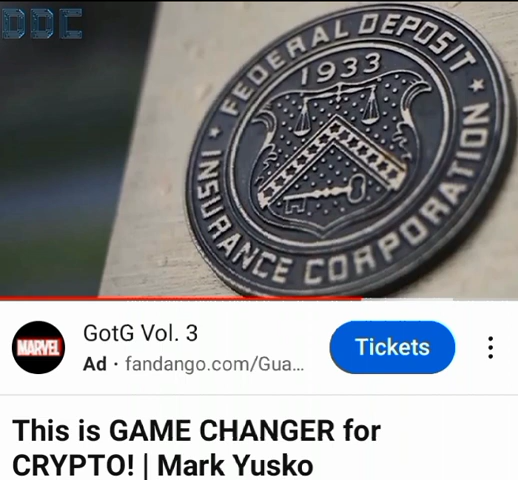 DDC
FEDERAL DEPOSIT
INSURANCE CORPORATION
1933
MARVEL
GotG Vol. 3
Ad · fandango.com/Gua...
Tickets
This is GAME CHANGER for
CRYPTO! | Mark Yusko